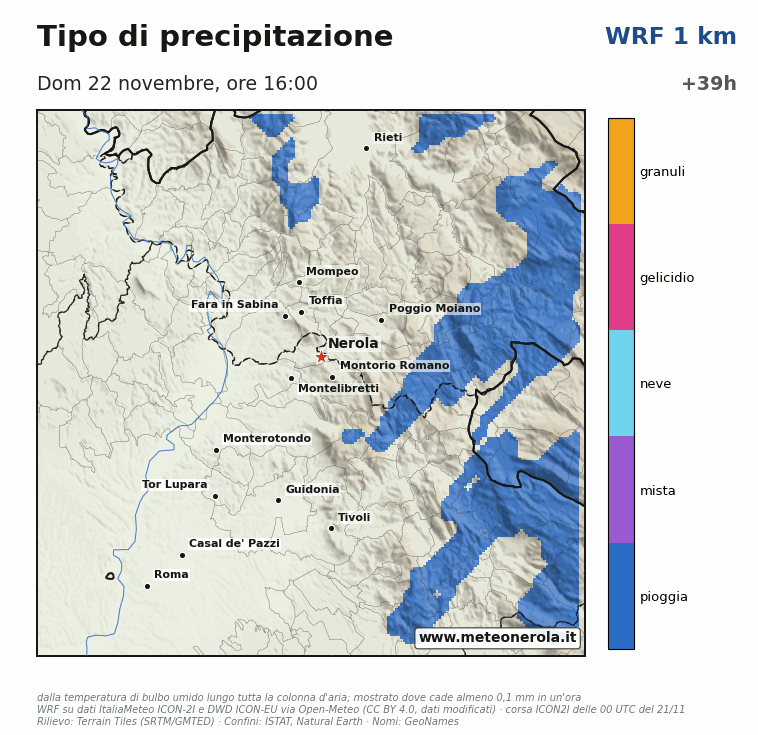 Tipo di precipitazione
WRF 1 km
Dom 22 novembre, ore 16:00
+39h
Rieti
Mompeo
Fara in Sabina
Toffia
Poggio Moiano
Nerola
Montorio Romano
Montelibretti
Monterotondo
Tor Lupara
Guidonia
Tivoli
Casal de' Pazzi
Roma
www.meteonerola.it
granuli
gelicidio
neve
mista
pioggia
dalla temperatura di bulbo umido lungo tutta la colonna d'aria; mostrato dove cade almeno 0,1 mm in un'ora
WRF su dati ItaliaMeteo ICON-2I e DWD ICON-EU via Open-Meteo (CC BY 4.0, dati modificati) · corsa ICON2I delle 00 UTC del 21/11
Rilievo: Terrain Tiles (SRTM/GMTED) · Confini: ISTAT, Natural Earth · Nomi: GeoNames